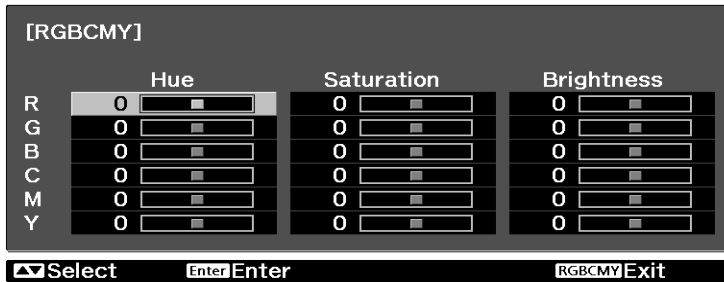 [RGBCMY]
Hue Saturation Brightness
R 0 0 0
G 0 0 0
B 0 0 0
C 0 0 0
M 0 0 0
Y 0 0 0
Select Enter Enter RGBCMY Exit